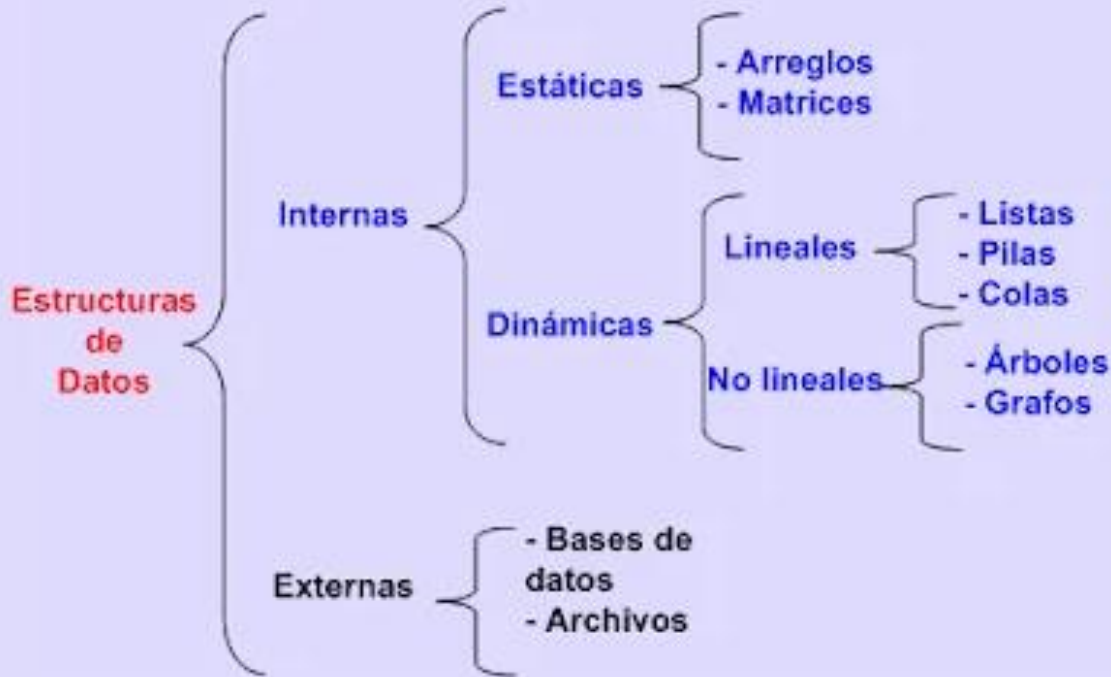 Estructuras
de
Datos
Internas
Estáticas
- Arreglos
- Matrices
Dinámicas
Lineales
- Listas
- Pilas
- Colas
No lineales
- Árboles
- Grafos
Externas
- Bases de
datos
- Archivos